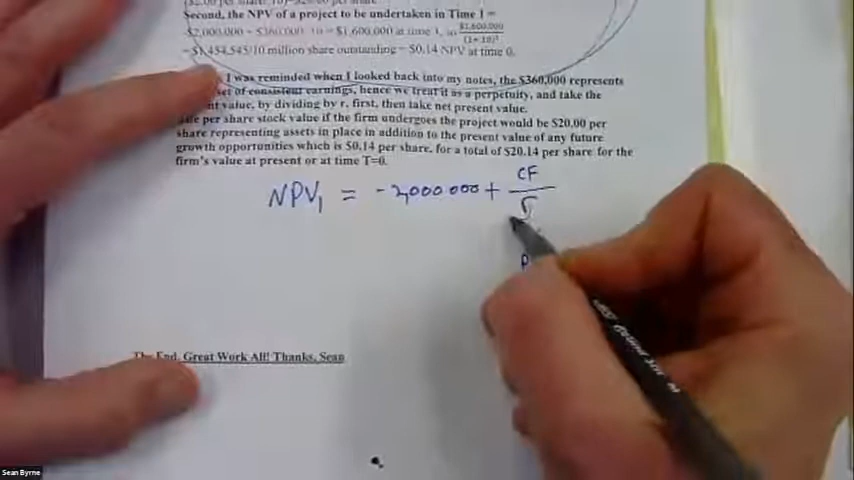 Second, the NPV of a project to be undertaken in Time 1 =
-$2,000,000 + $360,000/.10 = $1,600,000 at time 1, so $1,600,000
(1+.10)¹
= $1,454,545/10 million share outstanding = $0.14 NPV at time 0.
I was reminded when I looked back into my notes, the $360,000 represents
set of consistent earnings, hence we treat it as a perpetuity, and take the
nt value, by dividing by r, first, then take net present value.
per share stock value if the firm undergoes the project would be $20.00 per
share representing assets in place in addition to the present value of any future
growth opportunities which is $0.14 per share, for a total of $20.14 per share for the
firm's value at present or at time T=0.
NPV₁ = -2,000,000 + CF
r
P
The End, Great Work All! Thanks, Sean
Sean Byrne